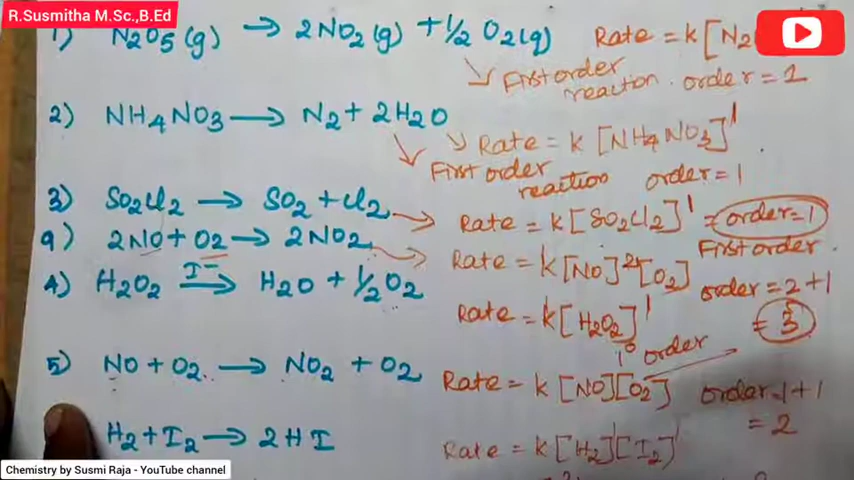 R.Susmitha M.Sc.,B.Ed
1) N2O5(g) → 2NO2(g) + 1/2 O2(g) Rate = k[N2
↘ First order reaction. order = 1
2) NH4NO3 → N2 + 2H2O
↘ Rate = k [NH4NO3]^1
↘ First order reaction order = 1
3) SO2Cl2 → SO2 + Cl2 → Rate = k[SO2Cl2]^1 = order=1
First order.
9) 2NO + O2 → 2NO2 → Rate = k[NO]^2[O2] order = 2+1
= 3
4) H2O2 I-→ H2O + 1/2O2 Rate = k[H2O2]^1
1° order
5) NO + O2 → NO2 + O2 Rate = k [NO][O2] order=1+1
= 2
H2 + I2 → 2HI Rate = k[H2]^1[I2]^1
Chemistry by Susmi Raja - YouTube channel